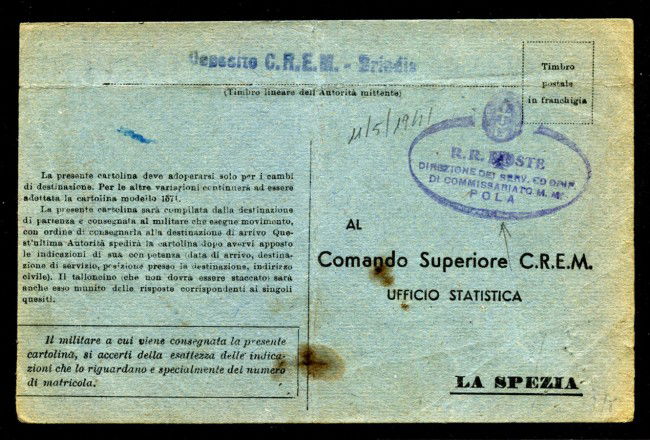 Deposito C.R.E.M. - Brindisi
(Timbro lineare dell'Autorità mittente)
Timbro
postale
in franchigia
11/5/1941
R. R. POSTE
DIREZIONE DEI SERV. ED OPIF.
DI COMMISSARIATO M. M.
POLA
La presente cartolina deve adoperarsi solo per i cambi
di destinazione. Per le altre variazioni continuerà ad essere
adottata la cartolina modello 1571.
La presente cartolina sarà compilata dalla destinazione
di partenza e consegnata al militare che esegue movimento,
con ordine di consegnarla alla destinazione di arrivo Que-
st'ultima Autorità spedirà la cartolina dopo avervi apposto
le indicazioni di sua competenza (data di arrivo, destina-
zione di servizio, posizione presso la destinazione, indirizzo
civile). Il talloncino (che non dovrà essere staccato) sarà
anche esso munito delle risposte corrispondenti ai singoli
quesiti.
Il militare a cui viene consegnata la presente
cartolina, si accerti della esattezza delle indica-
zioni che lo riguardano e specialmente del numero
di matricola.
AL
Comando Superiore C.R.E.M.
UFFICIO STATISTICA
LA SPEZIA